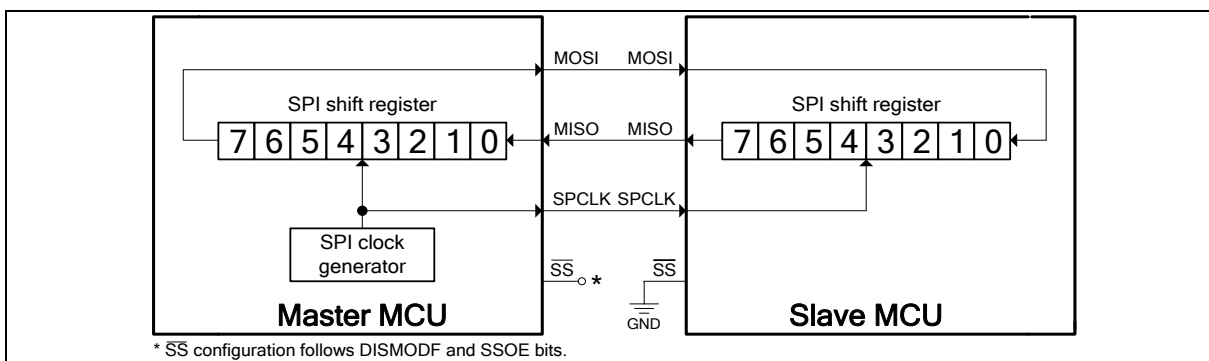 MOSI MOSI
SPI shift register SPI shift register
7 6 5 4 3 2 1 0 MISO MISO 7 6 5 4 3 2 1 0
SPCLK SPCLK
SPI clock
generator
SS * SS
GND
Master MCU Slave MCU
* SS configuration follows DISMODF and SSOE bits.